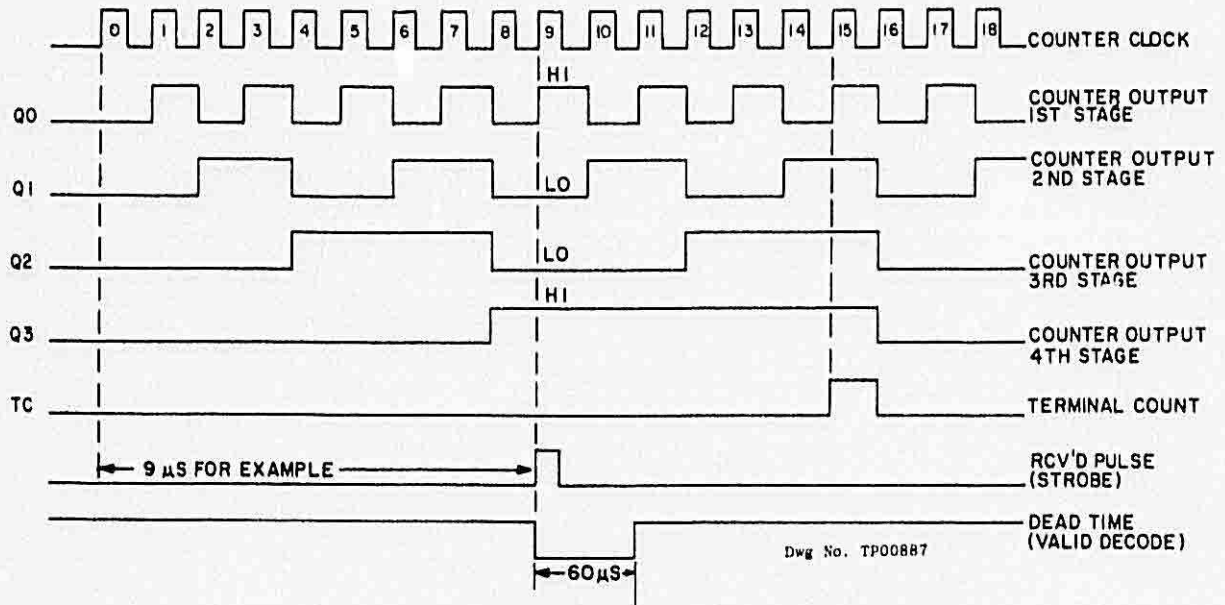 0 1 2 3 4 5 6 7 8 9 10 11 12 13 14 15 16 17 18
COUNTER CLOCK
HI
Q0
COUNTER OUTPUT
1ST STAGE
Q1
LO
COUNTER OUTPUT
2ND STAGE
Q2
LO
COUNTER OUTPUT
3RD STAGE
HI
Q3
COUNTER OUTPUT
4TH STAGE
TC
TERMINAL COUNT
9 µS FOR EXAMPLE
RCV'D PULSE
(STROBE)
DEAD TIME
(VALID DECODE)
Dwg No. TP00887
60µS